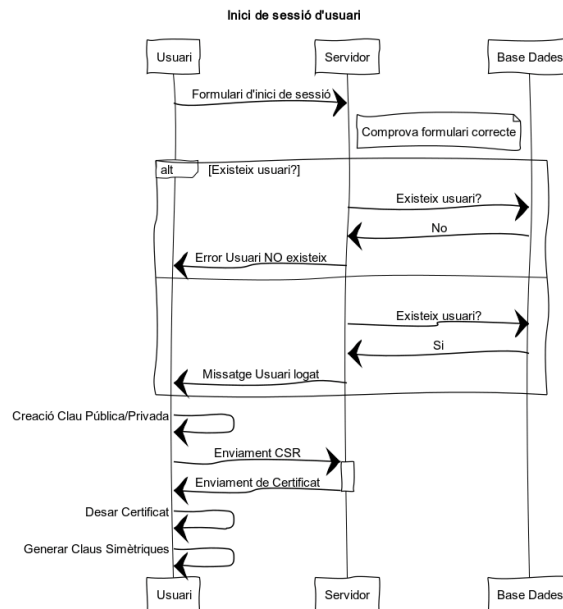 Inici de sessió d'usuari
Usuari
Servidor
Base Dades
Formulari d'inici de sessió
Comprova formulari correcte
alt
[Existeix usuari?]
Existeix usuari?
No
Error Usuari NO existeix
Existeix usuari?
Si
Missatge Usuari logat
Creació Clau Pública/Privada
Enviament CSR
Enviament de Certificat
Desar Certificat
Generar Claus Simètriques
Usuari
Servidor
Base Dades